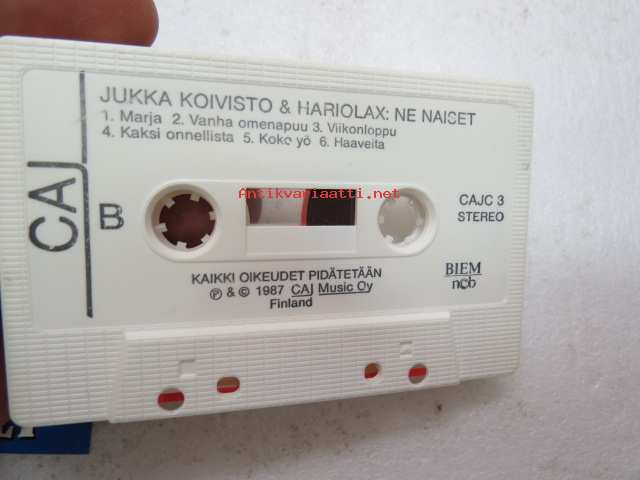 JUKKA KOIVISTO & HARIOLAX: NE NAISET
1. Marja 2. Vanha omenapuu 3. Viikonloppu
4. Kaksi onnellista 5. Koko yö 6. Haaveita
Antikvariaatti.net
CAJ
B
CAJC 3
STEREO
KAIKKI OIKEUDET PIDÄTETÄÄN
℗ & © 1987 CAJ Music Oy
Finland
BIEM
ncb